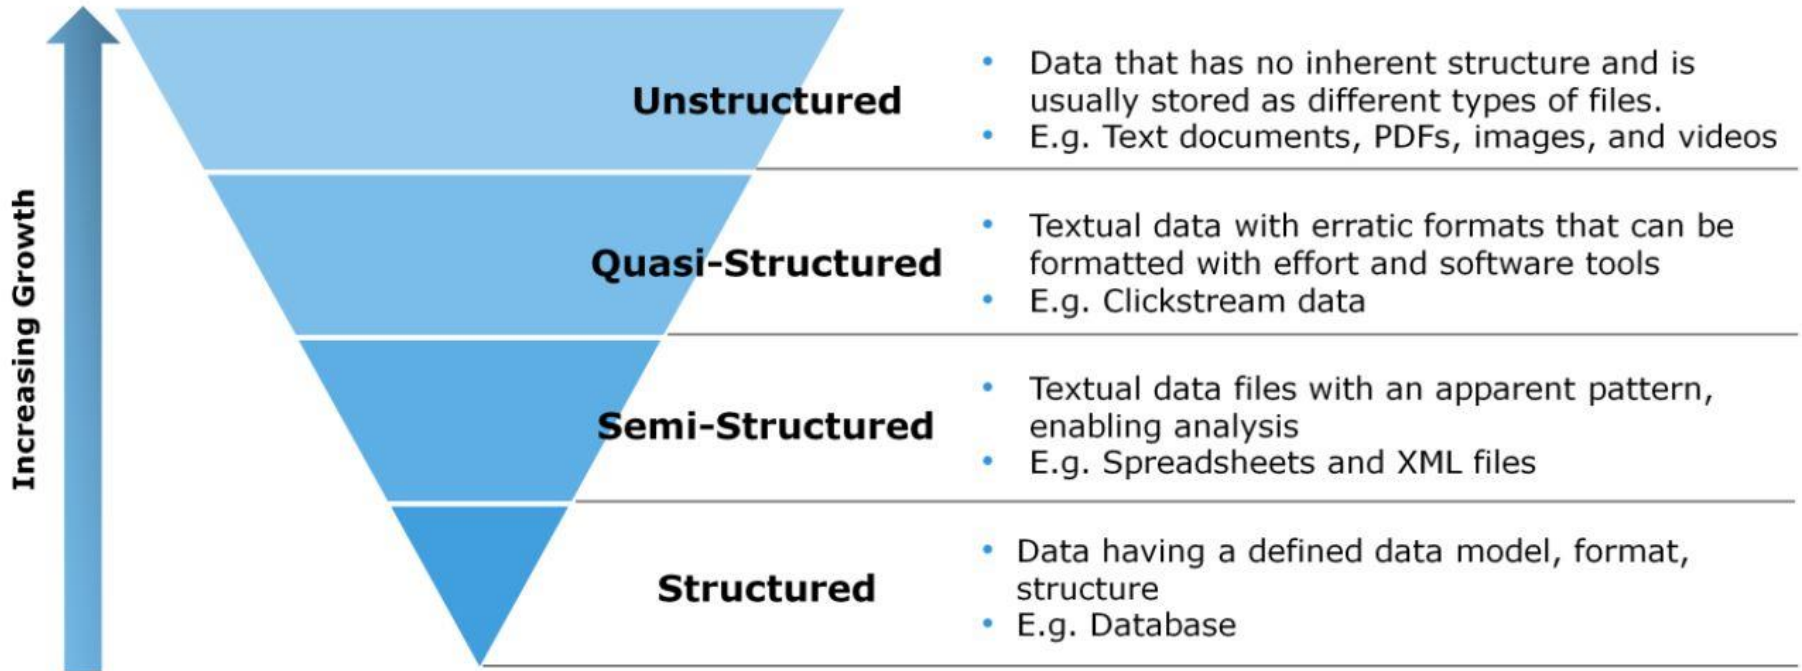 Increasing Growth
Unstructured
• Data that has no inherent structure and is
usually stored as different types of files.
• E.g. Text documents, PDFs, images, and videos
Quasi-Structured
• Textual data with erratic formats that can be
formatted with effort and software tools
• E.g. Clickstream data
Semi-Structured
• Textual data files with an apparent pattern,
enabling analysis
• E.g. Spreadsheets and XML files
Structured
• Data having a defined data model, format,
structure
• E.g. Database